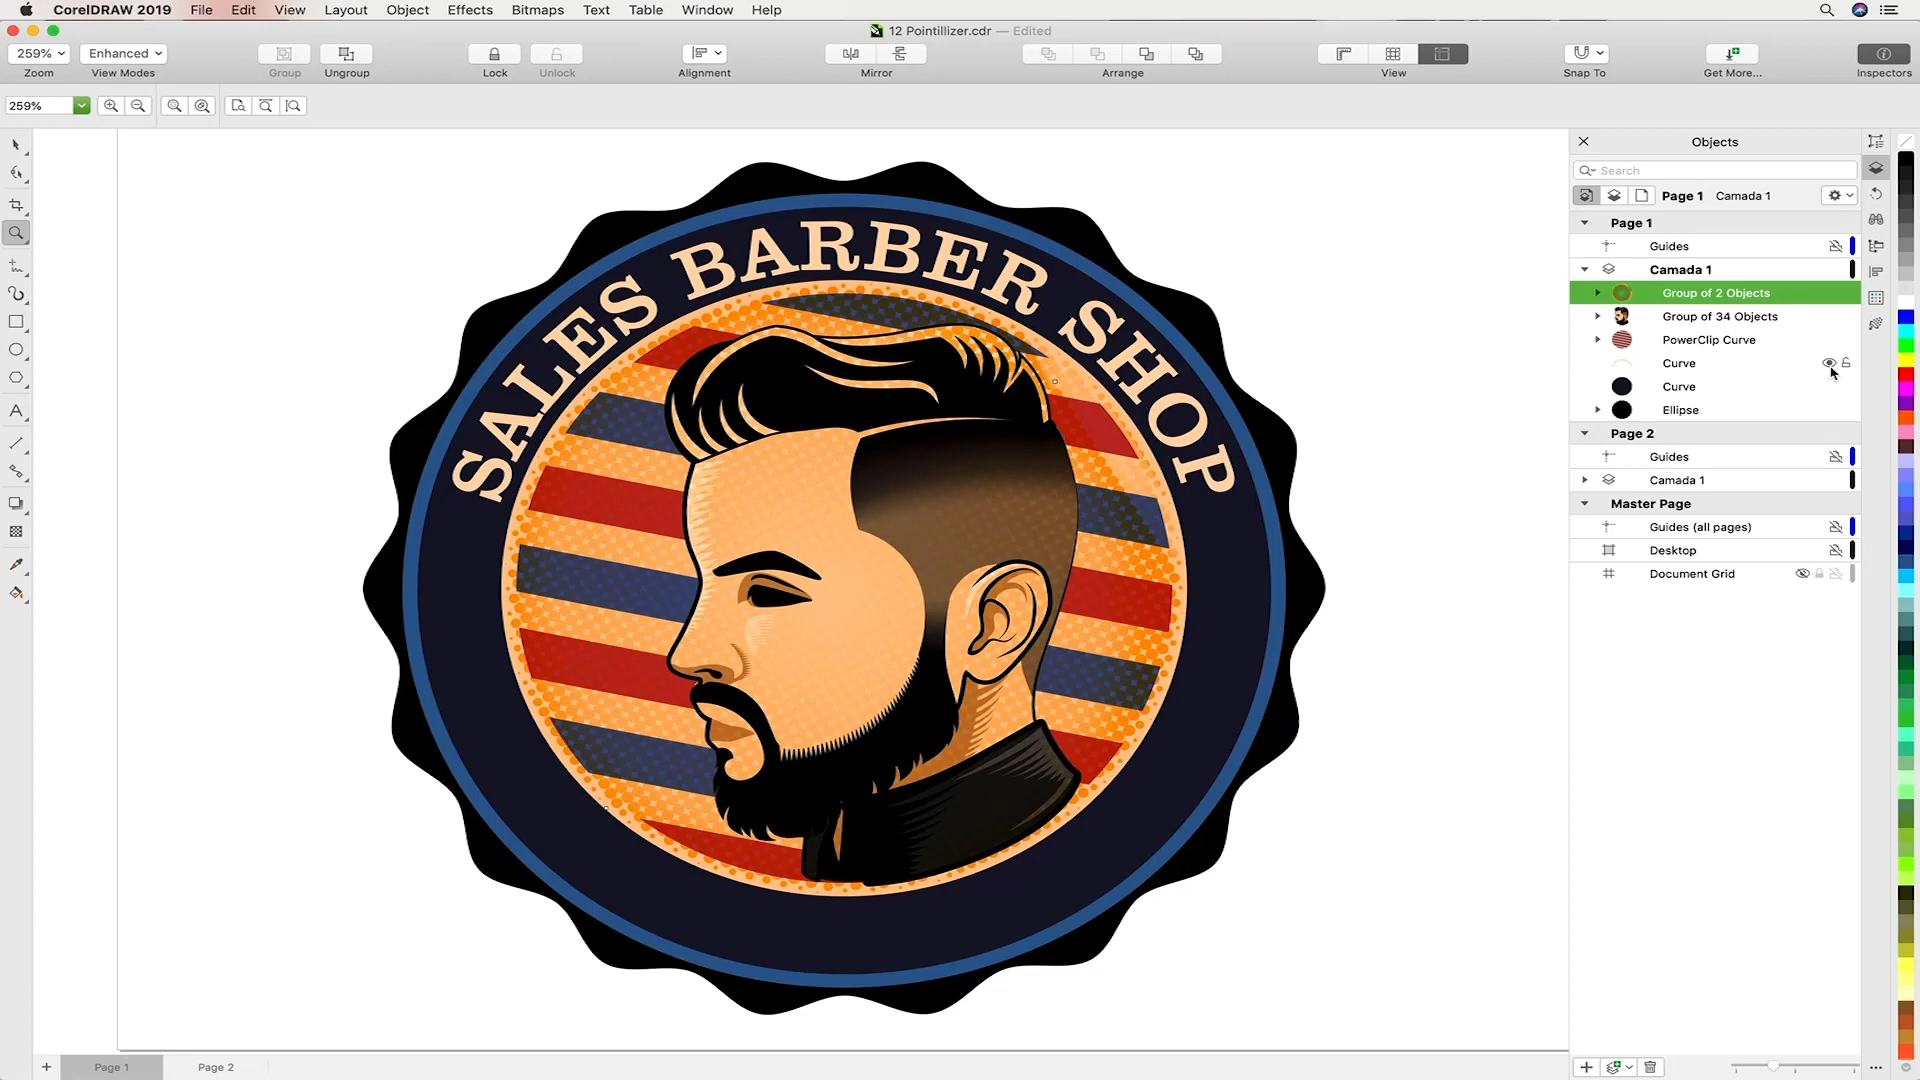 CorelDRAW 2019 File Edit View Layout Object Effects Bitmaps Text Table Window Help
12 Pointillizer.cdr — Edited
259% Enhanced
Zoom View Modes Group Ungroup Lock Unlock Alignment Mirror Arrange View Snap To Get More... Inspectors
259%
Objects
Search
Page 1 Camada 1
Page 1
Guides
Camada 1
Group of 2 Objects
Group of 34 Objects
PowerClip Curve
Curve
Curve
Ellipse
Page 2
Guides
Camada 1
Master Page
Guides (all pages)
Desktop
Document Grid
SALES BARBER SHOP
Page 1 Page 2